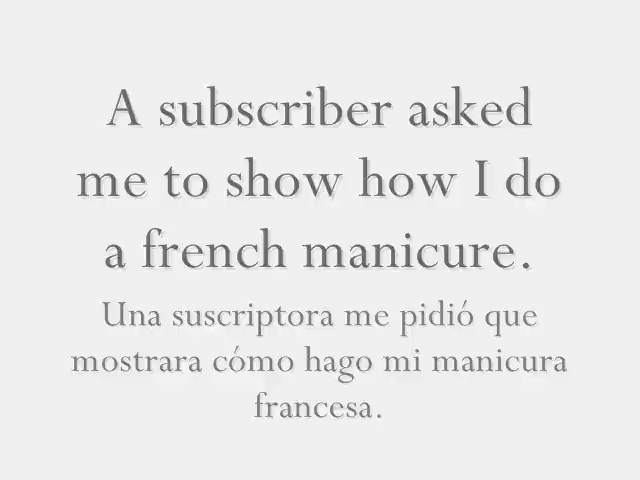 A subscriber asked
me to show how I do
a french manicure.
Una suscriptora me pidió que
mostrara cómo hago mi manicura
francesa.